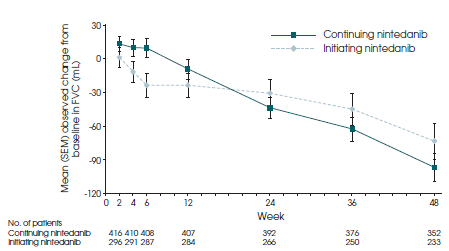 Mean (SEM) observed change from
baseline in FVC (mL)
30
0
-30
-60
-90
-120
Continuing nintedanib
Initiating nintedanib
0 2 4 6 12 24 36 48
Week
No. of patients
Continuing nintedanib 416 410 408 407 392 376 352
Initiating nintedanib 296 291 287 284 266 250 233